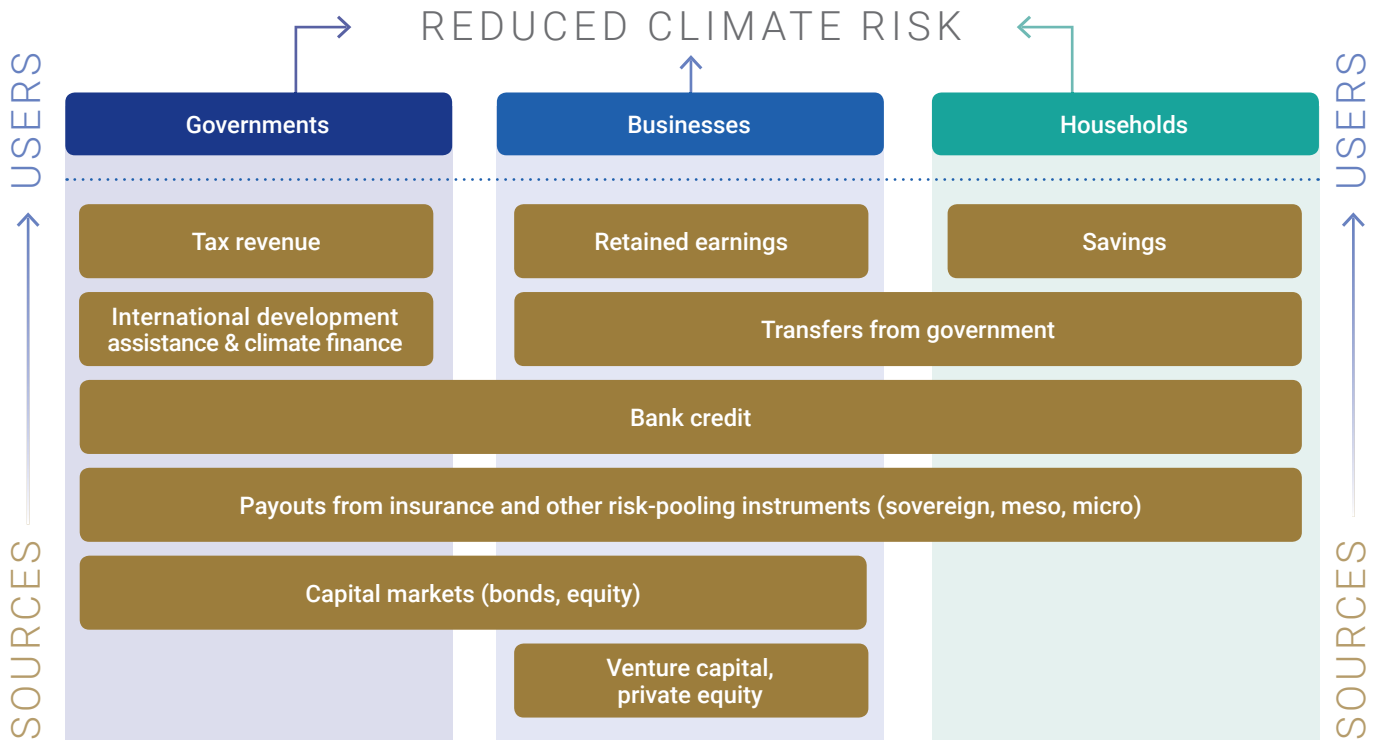 REDUCED CLIMATE RISK
USERS
USERS
Governments
Businesses
Households
Tax revenue
Retained earnings
Savings
International development
assistance & climate finance
Transfers from government
Bank credit
Payouts from insurance and other risk-pooling instruments (sovereign, meso, micro)
Capital markets (bonds, equity)
Venture capital,
private equity
SOURCES
SOURCES